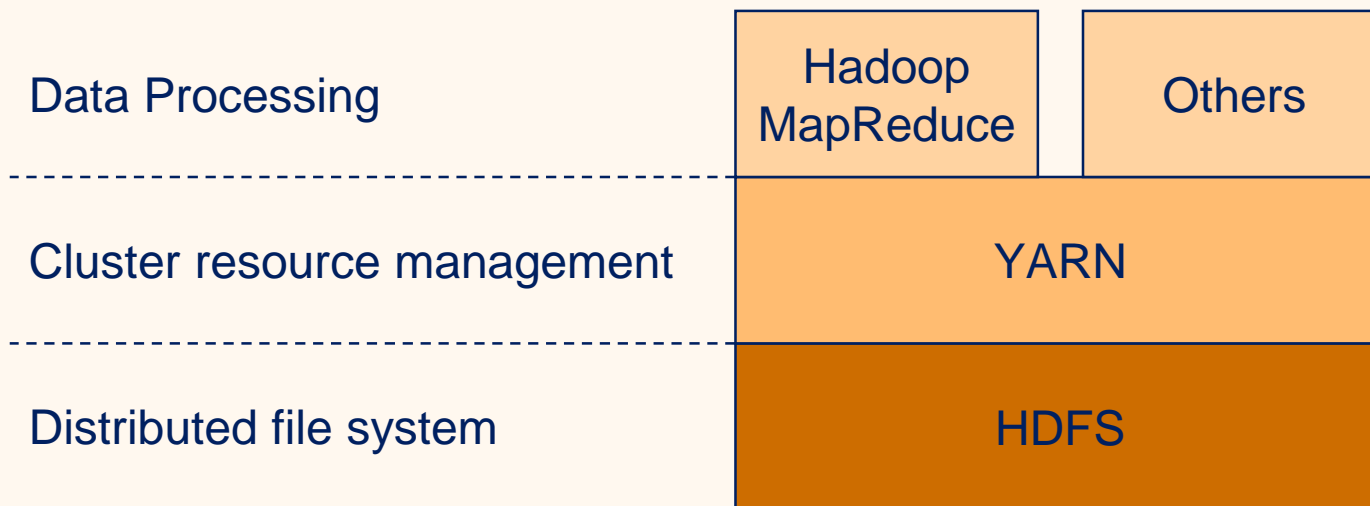 Data Processing
Hadoop
MapReduce
Others
Cluster resource management
YARN
Distributed file system
HDFS